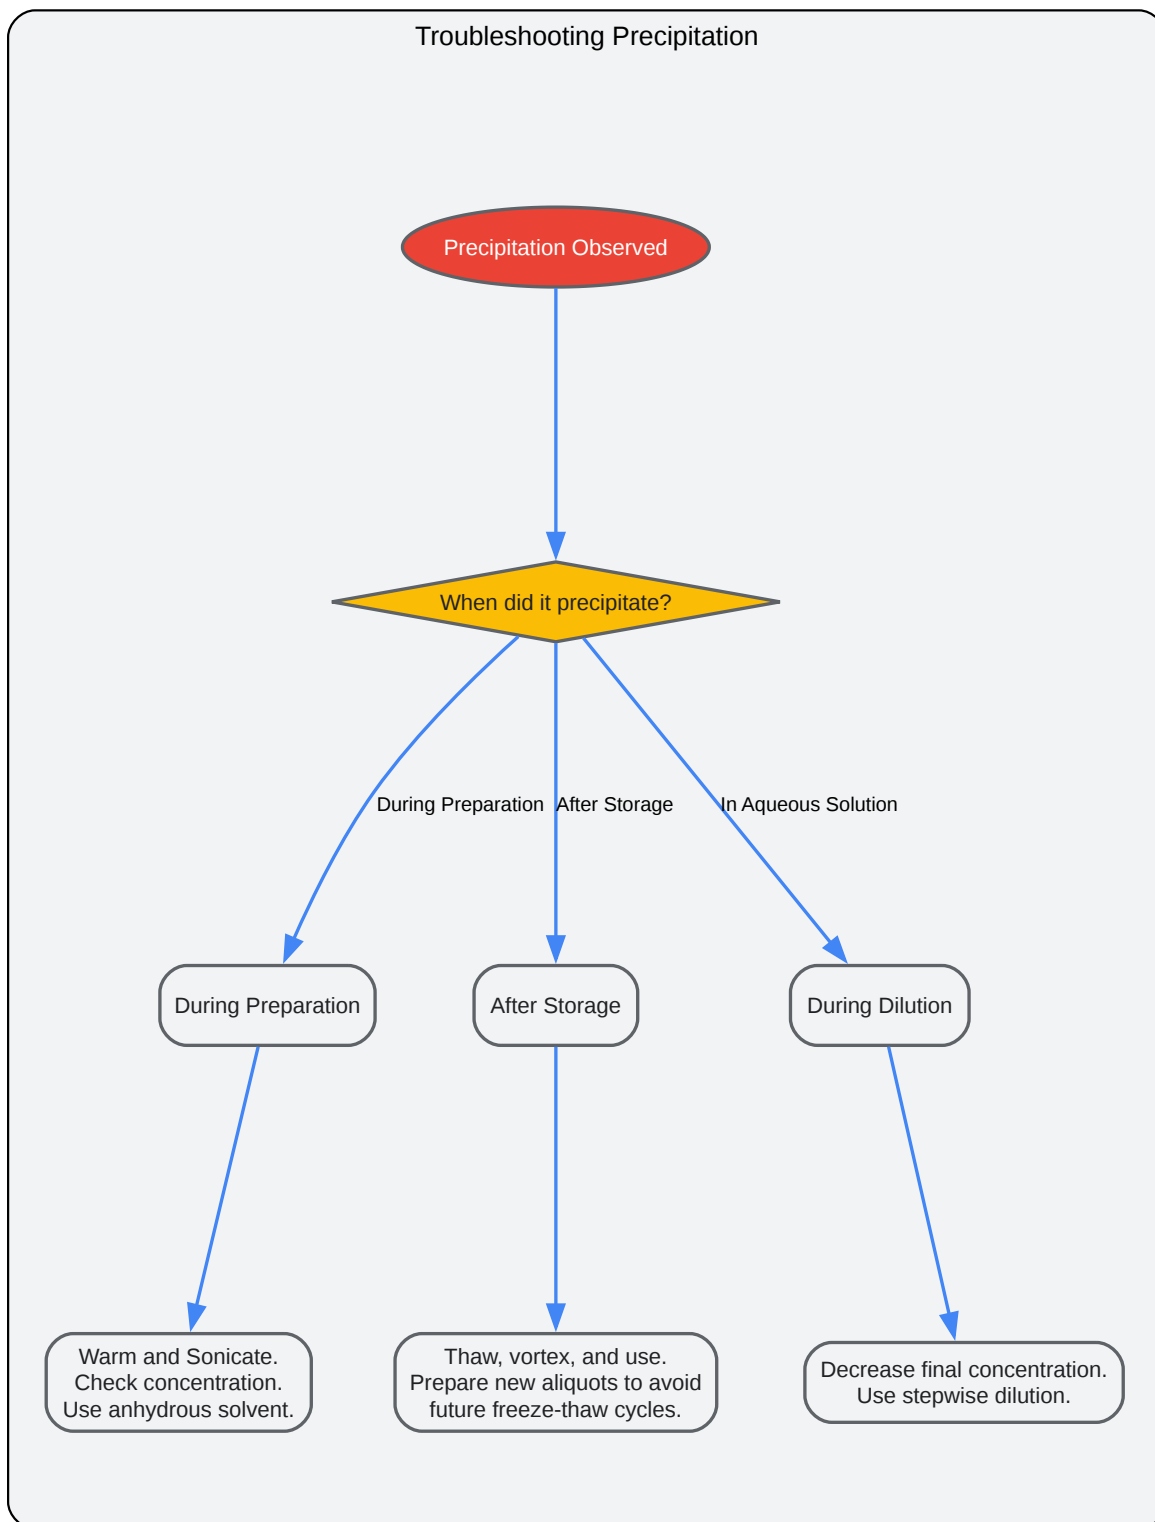 Troubleshooting Precipitation
Precipitation Observed
When did it precipitate?
During Preparation
After Storage
In Aqueous Solution
During Preparation
After Storage
During Dilution
Warm and Sonicate.
Check concentration.
Use anhydrous solvent.
Thaw, vortex, and use.
Prepare new aliquots to avoid
future freeze-thaw cycles.
Decrease final concentration.
Use stepwise dilution.